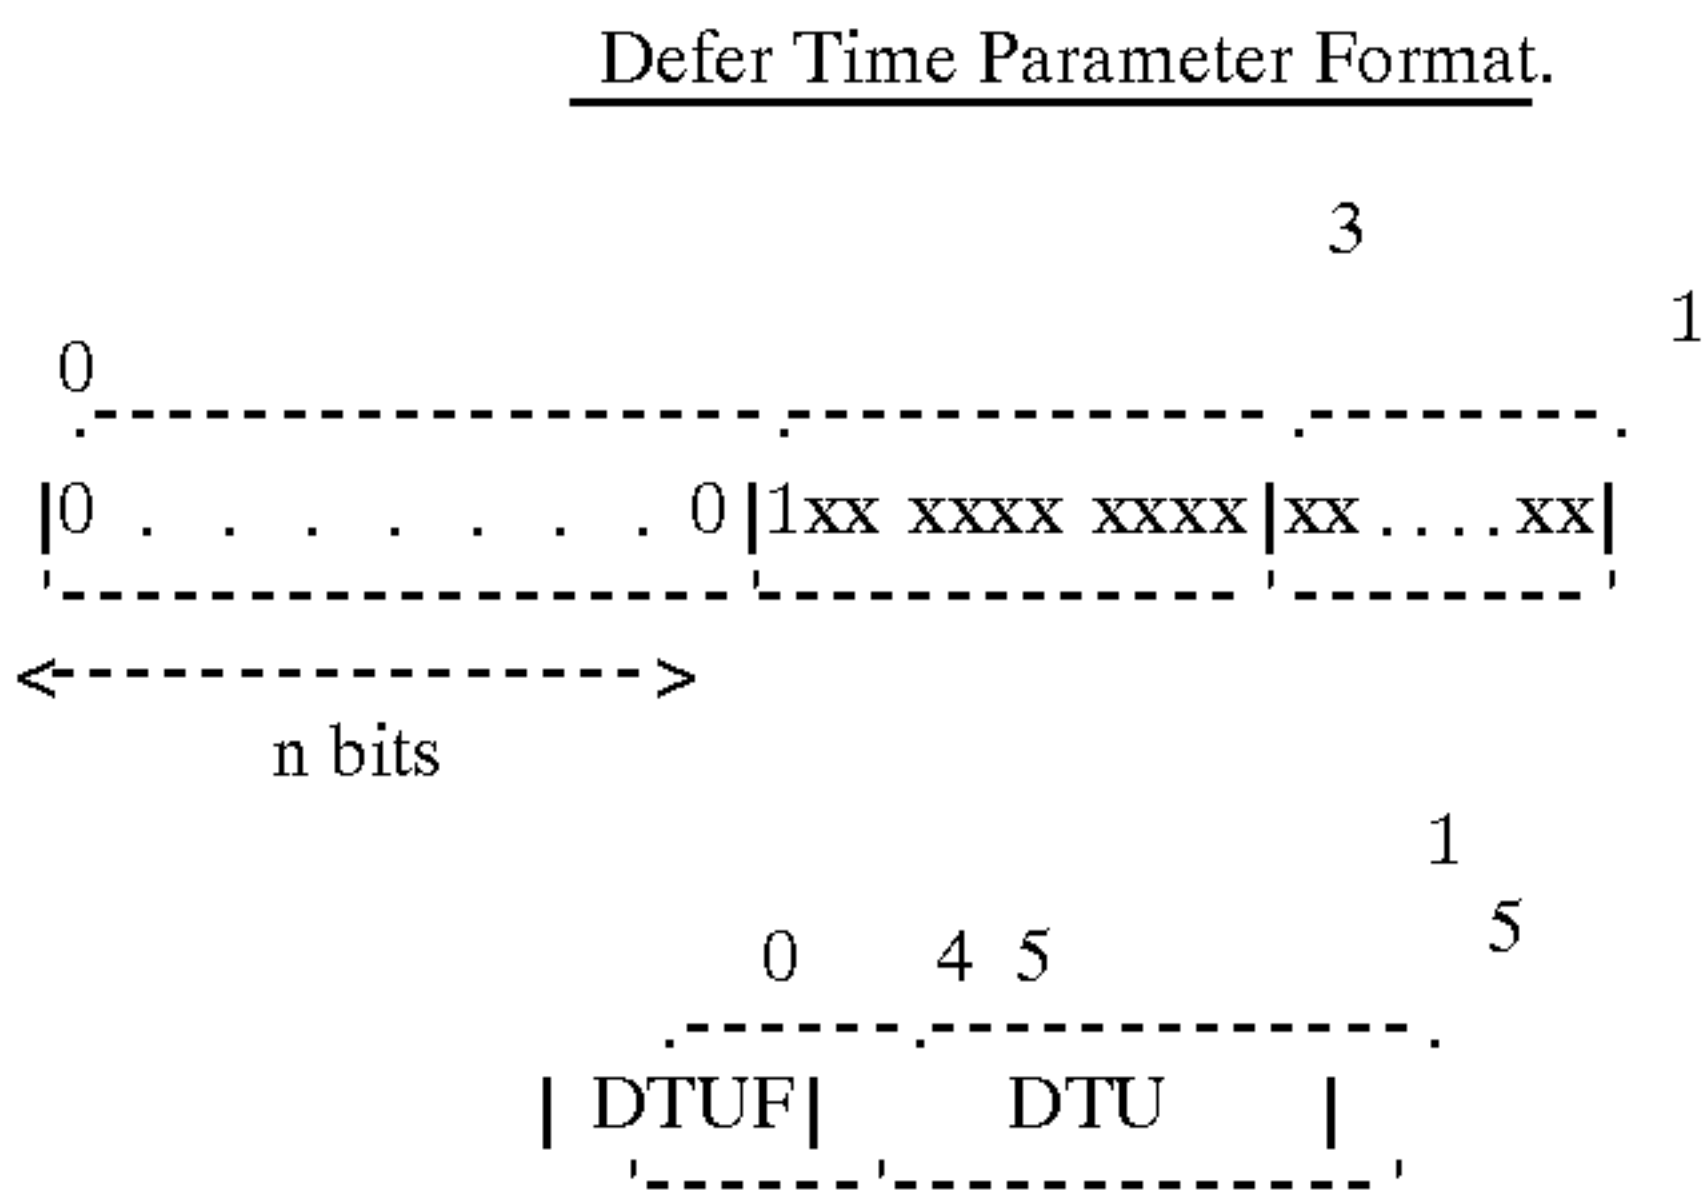 Defer Time Parameter Format.
3
1
0
.------------------.-------------.--------.
|0 . . . . . . . 0|1xx xxxx xxxx|xx....xx|
'------------------'-------------'--------'
<---------------->
n bits
1
5
0 4 5
.------.-------------.
| DTUF| DTU |
'------'-------------'